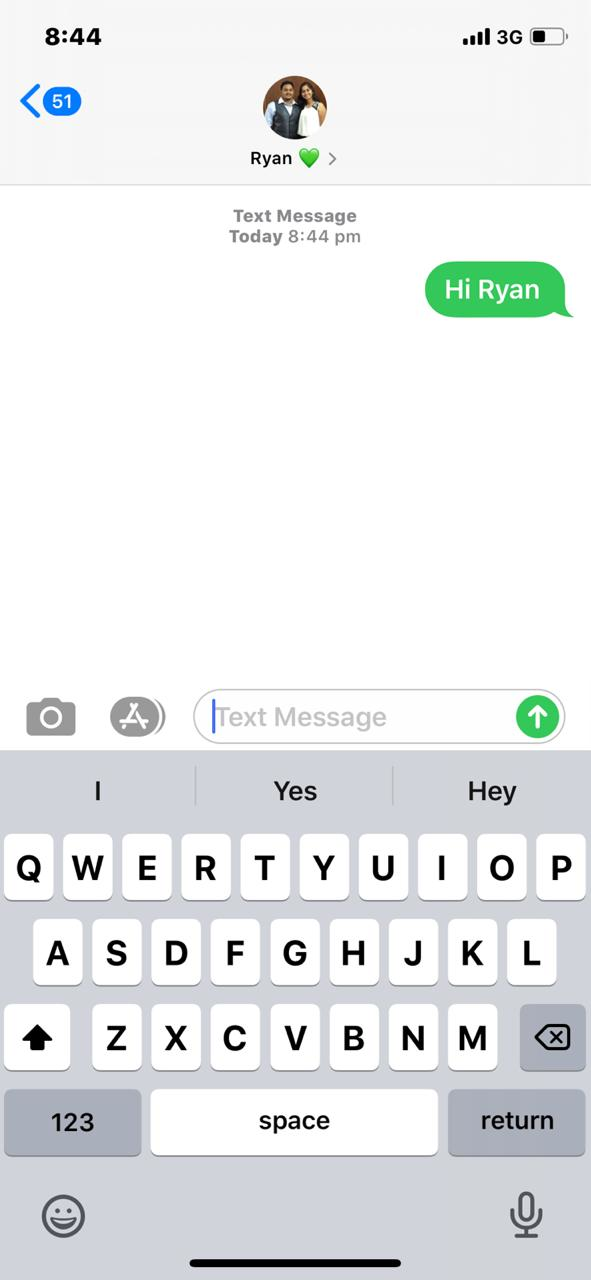 8:44 3G
51
Ryan 💚 >
Text Message
Today 8:44 pm
Hi Ryan
Text Message
I Yes Hey
Q W E R T Y U I O P
A S D F G H J K L
Z X C V B N M
123 space return